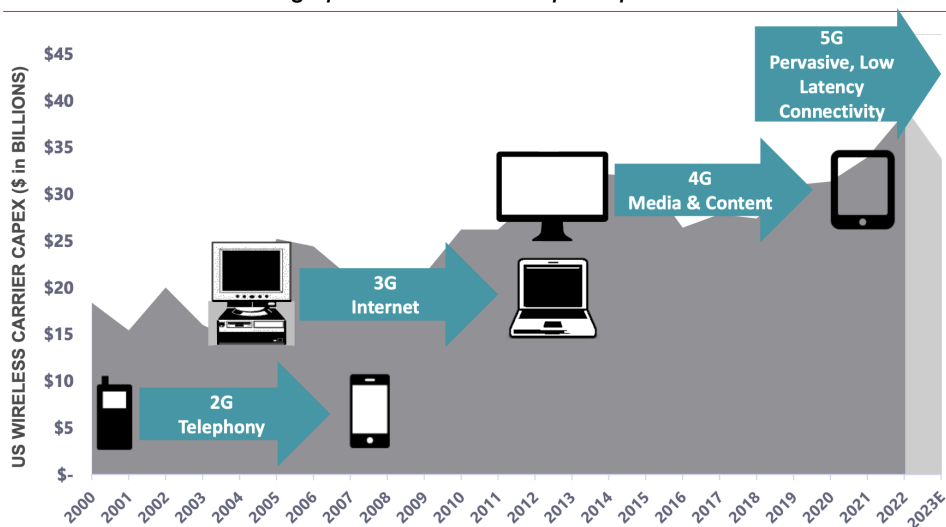 US WIRELESS CARRIER CAPEX ($ in BILLIONS)
$45
$40
$35
$30
$25
$20
$15
$10
$5
$-
5G
Pervasive, Low
Latency
Connectivity
4G
Media & Content
3G
Internet
2G
Telephony
2000
2001
2002
2003
2004
2005
2006
2007
2008
2009
2010
2011
2012
2013
2014
2015
2016
2017
2018
2019
2020
2021
2022
2023E